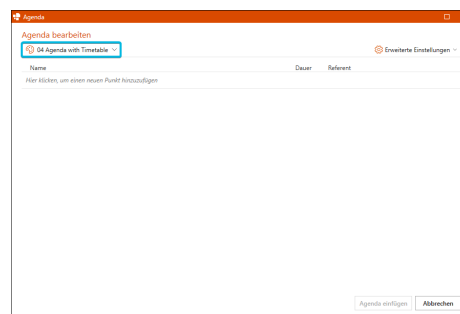 Agenda
Agenda bearbeiten
04 Agenda with Timetable
Erweiterte Einstellungen
Name Dauer Referent
Hier klicken, um einen neuen Punkt hinzuzufügen
Agenda einfügen Abbrechen